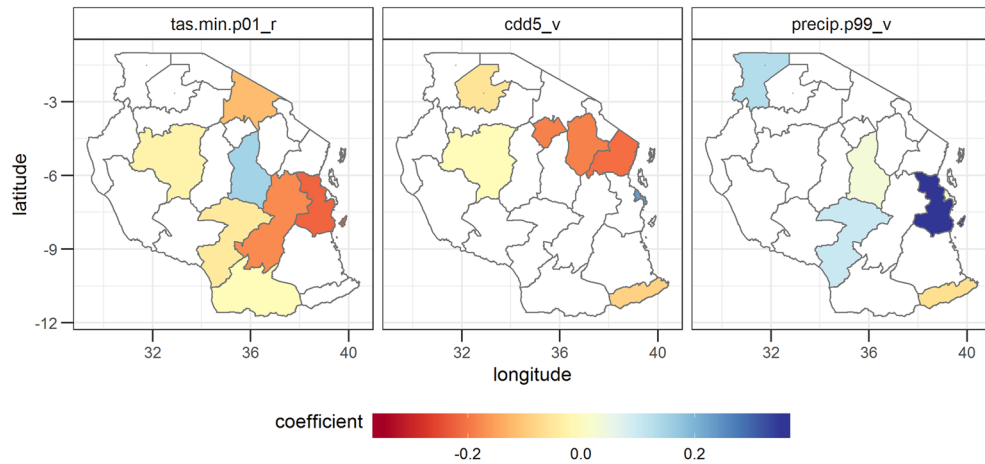 tas.min.p01_r cdd5_v precip.p99_v
latitude
-3
-6
-9
-12
32 36 40 32 36 40 32 36 40
longitude
coefficient
-0.2 0.0 0.2